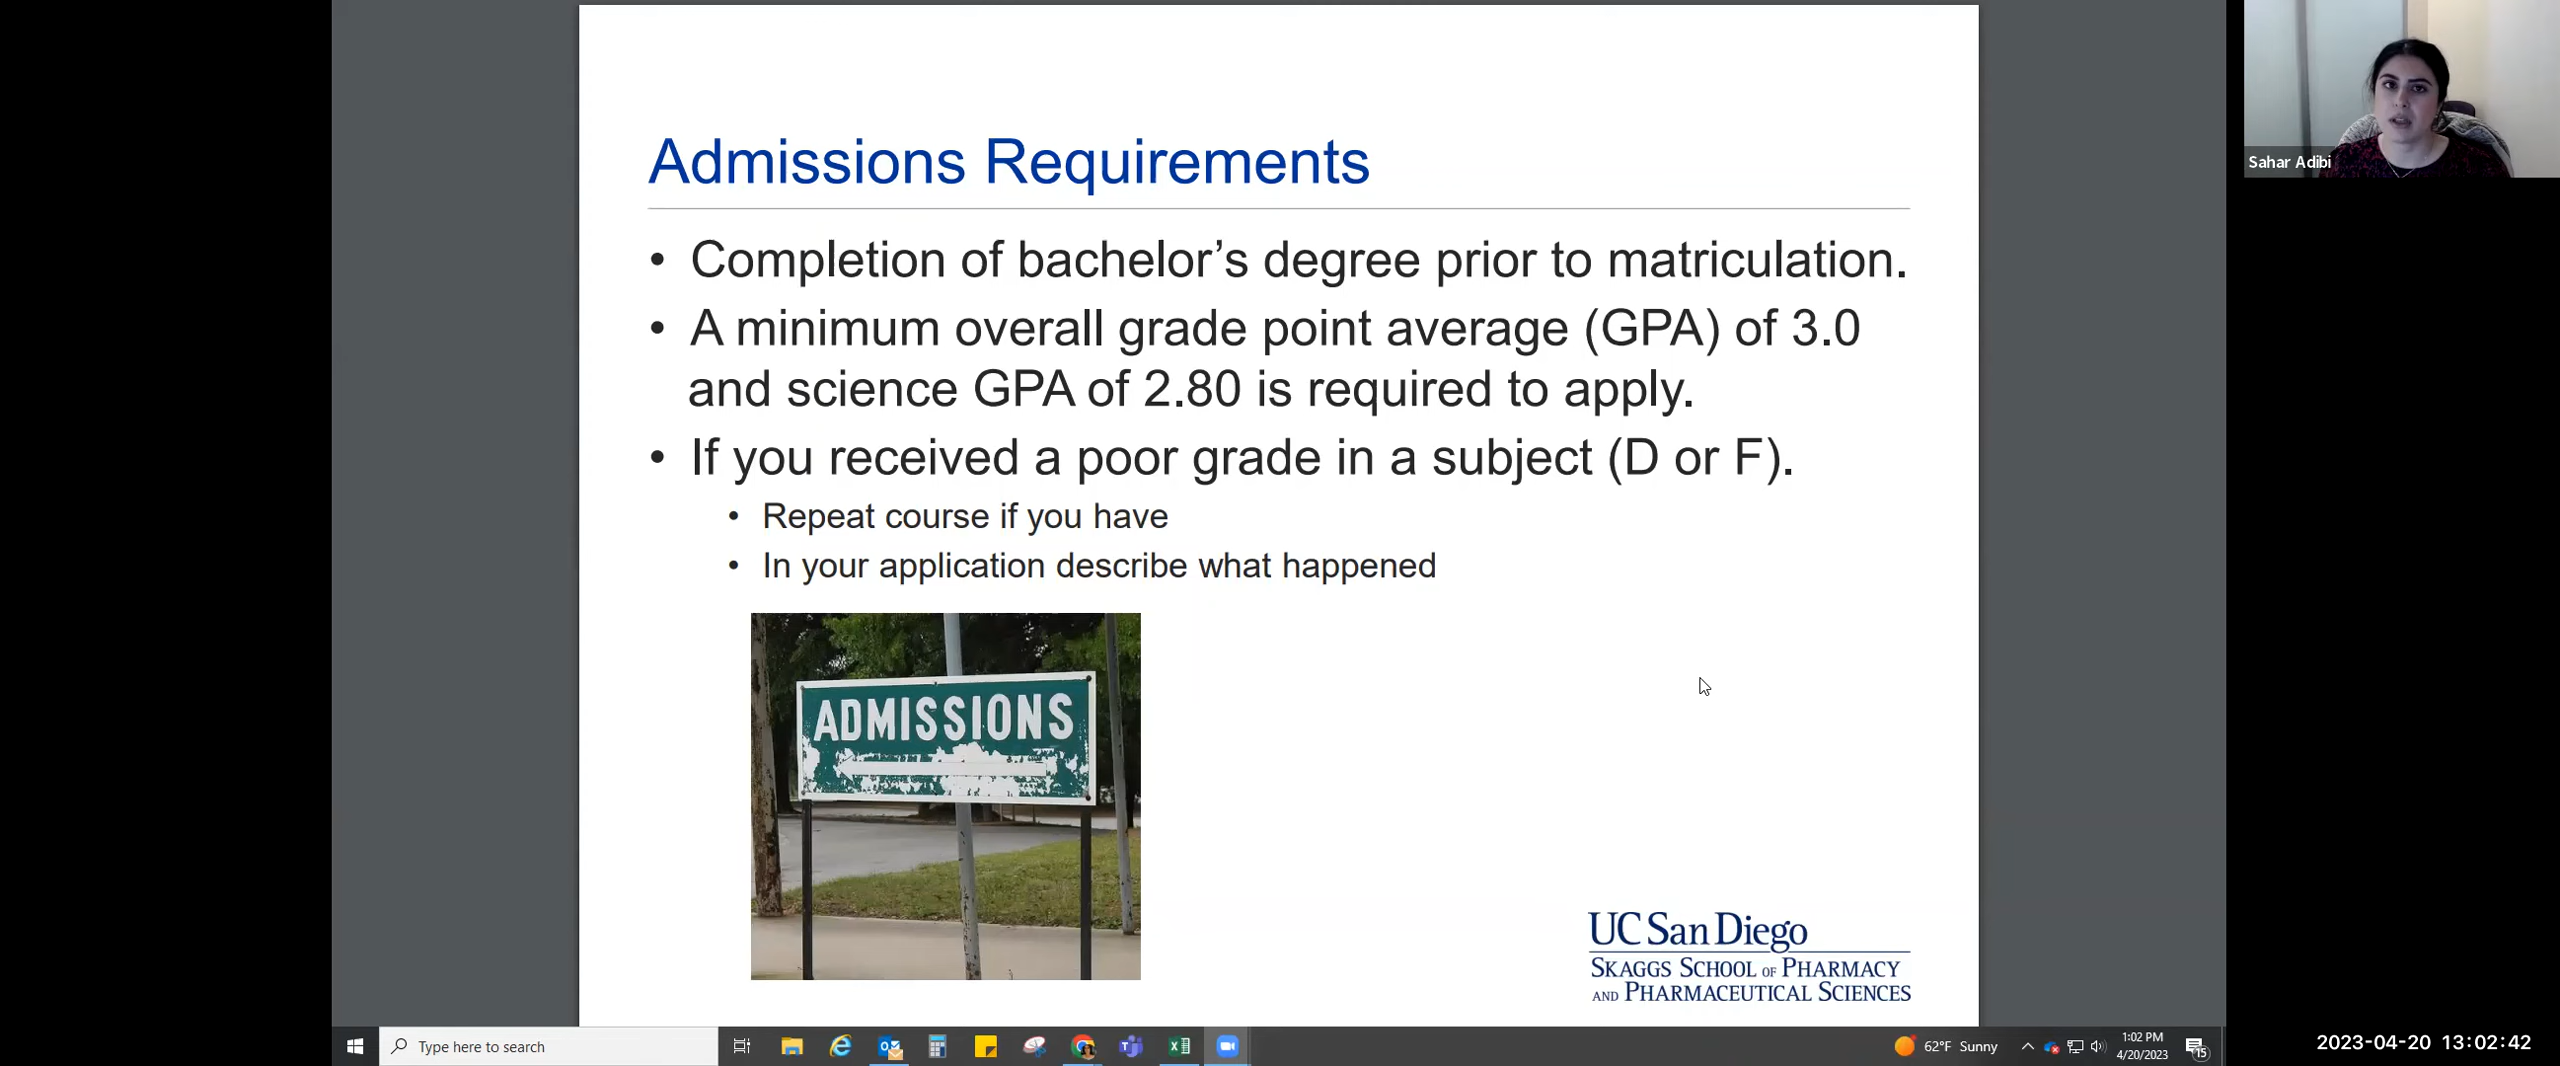 Admissions Requirements
• Completion of bachelor’s degree prior to matriculation.
• A minimum overall grade point average (GPA) of 3.0
and science GPA of 2.80 is required to apply.
• If you received a poor grade in a subject (D or F).
• Repeat course if you have
• In your application describe what happened
ADMISSIONS
UC San Diego
SKAGGS SCHOOL OF PHARMACY
AND PHARMACEUTICAL SCIENCES
Sahar Adibi
Type here to search
62°F Sunny
1:02 PM
4/20/2023
15
2023-04-20 13:02:42